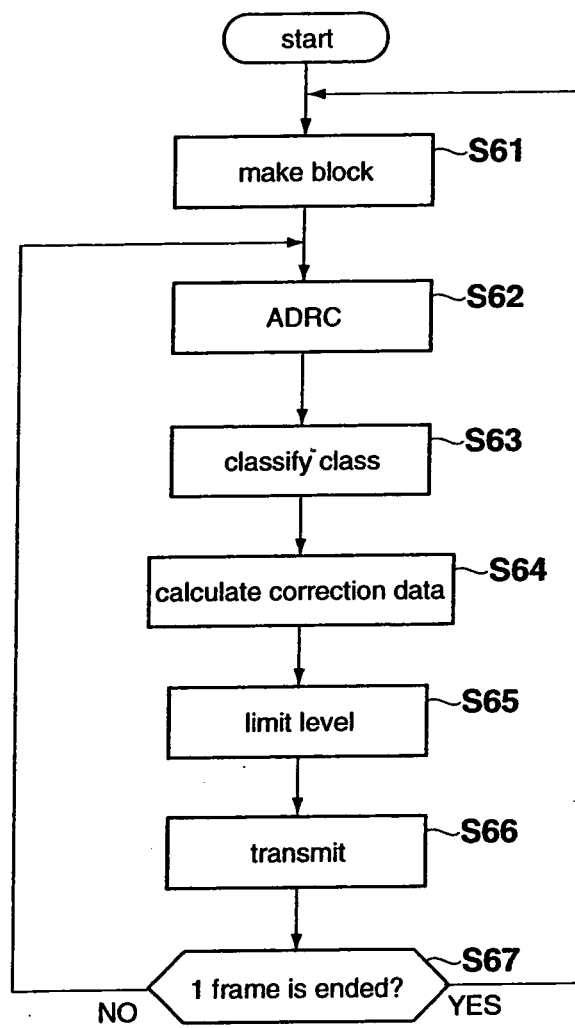 start
make block
S61
ADRC
S62
classify class
S63
calculate correction data
S64
limit level
S65
transmit
S66
1 frame is ended?
S67
NO
YES